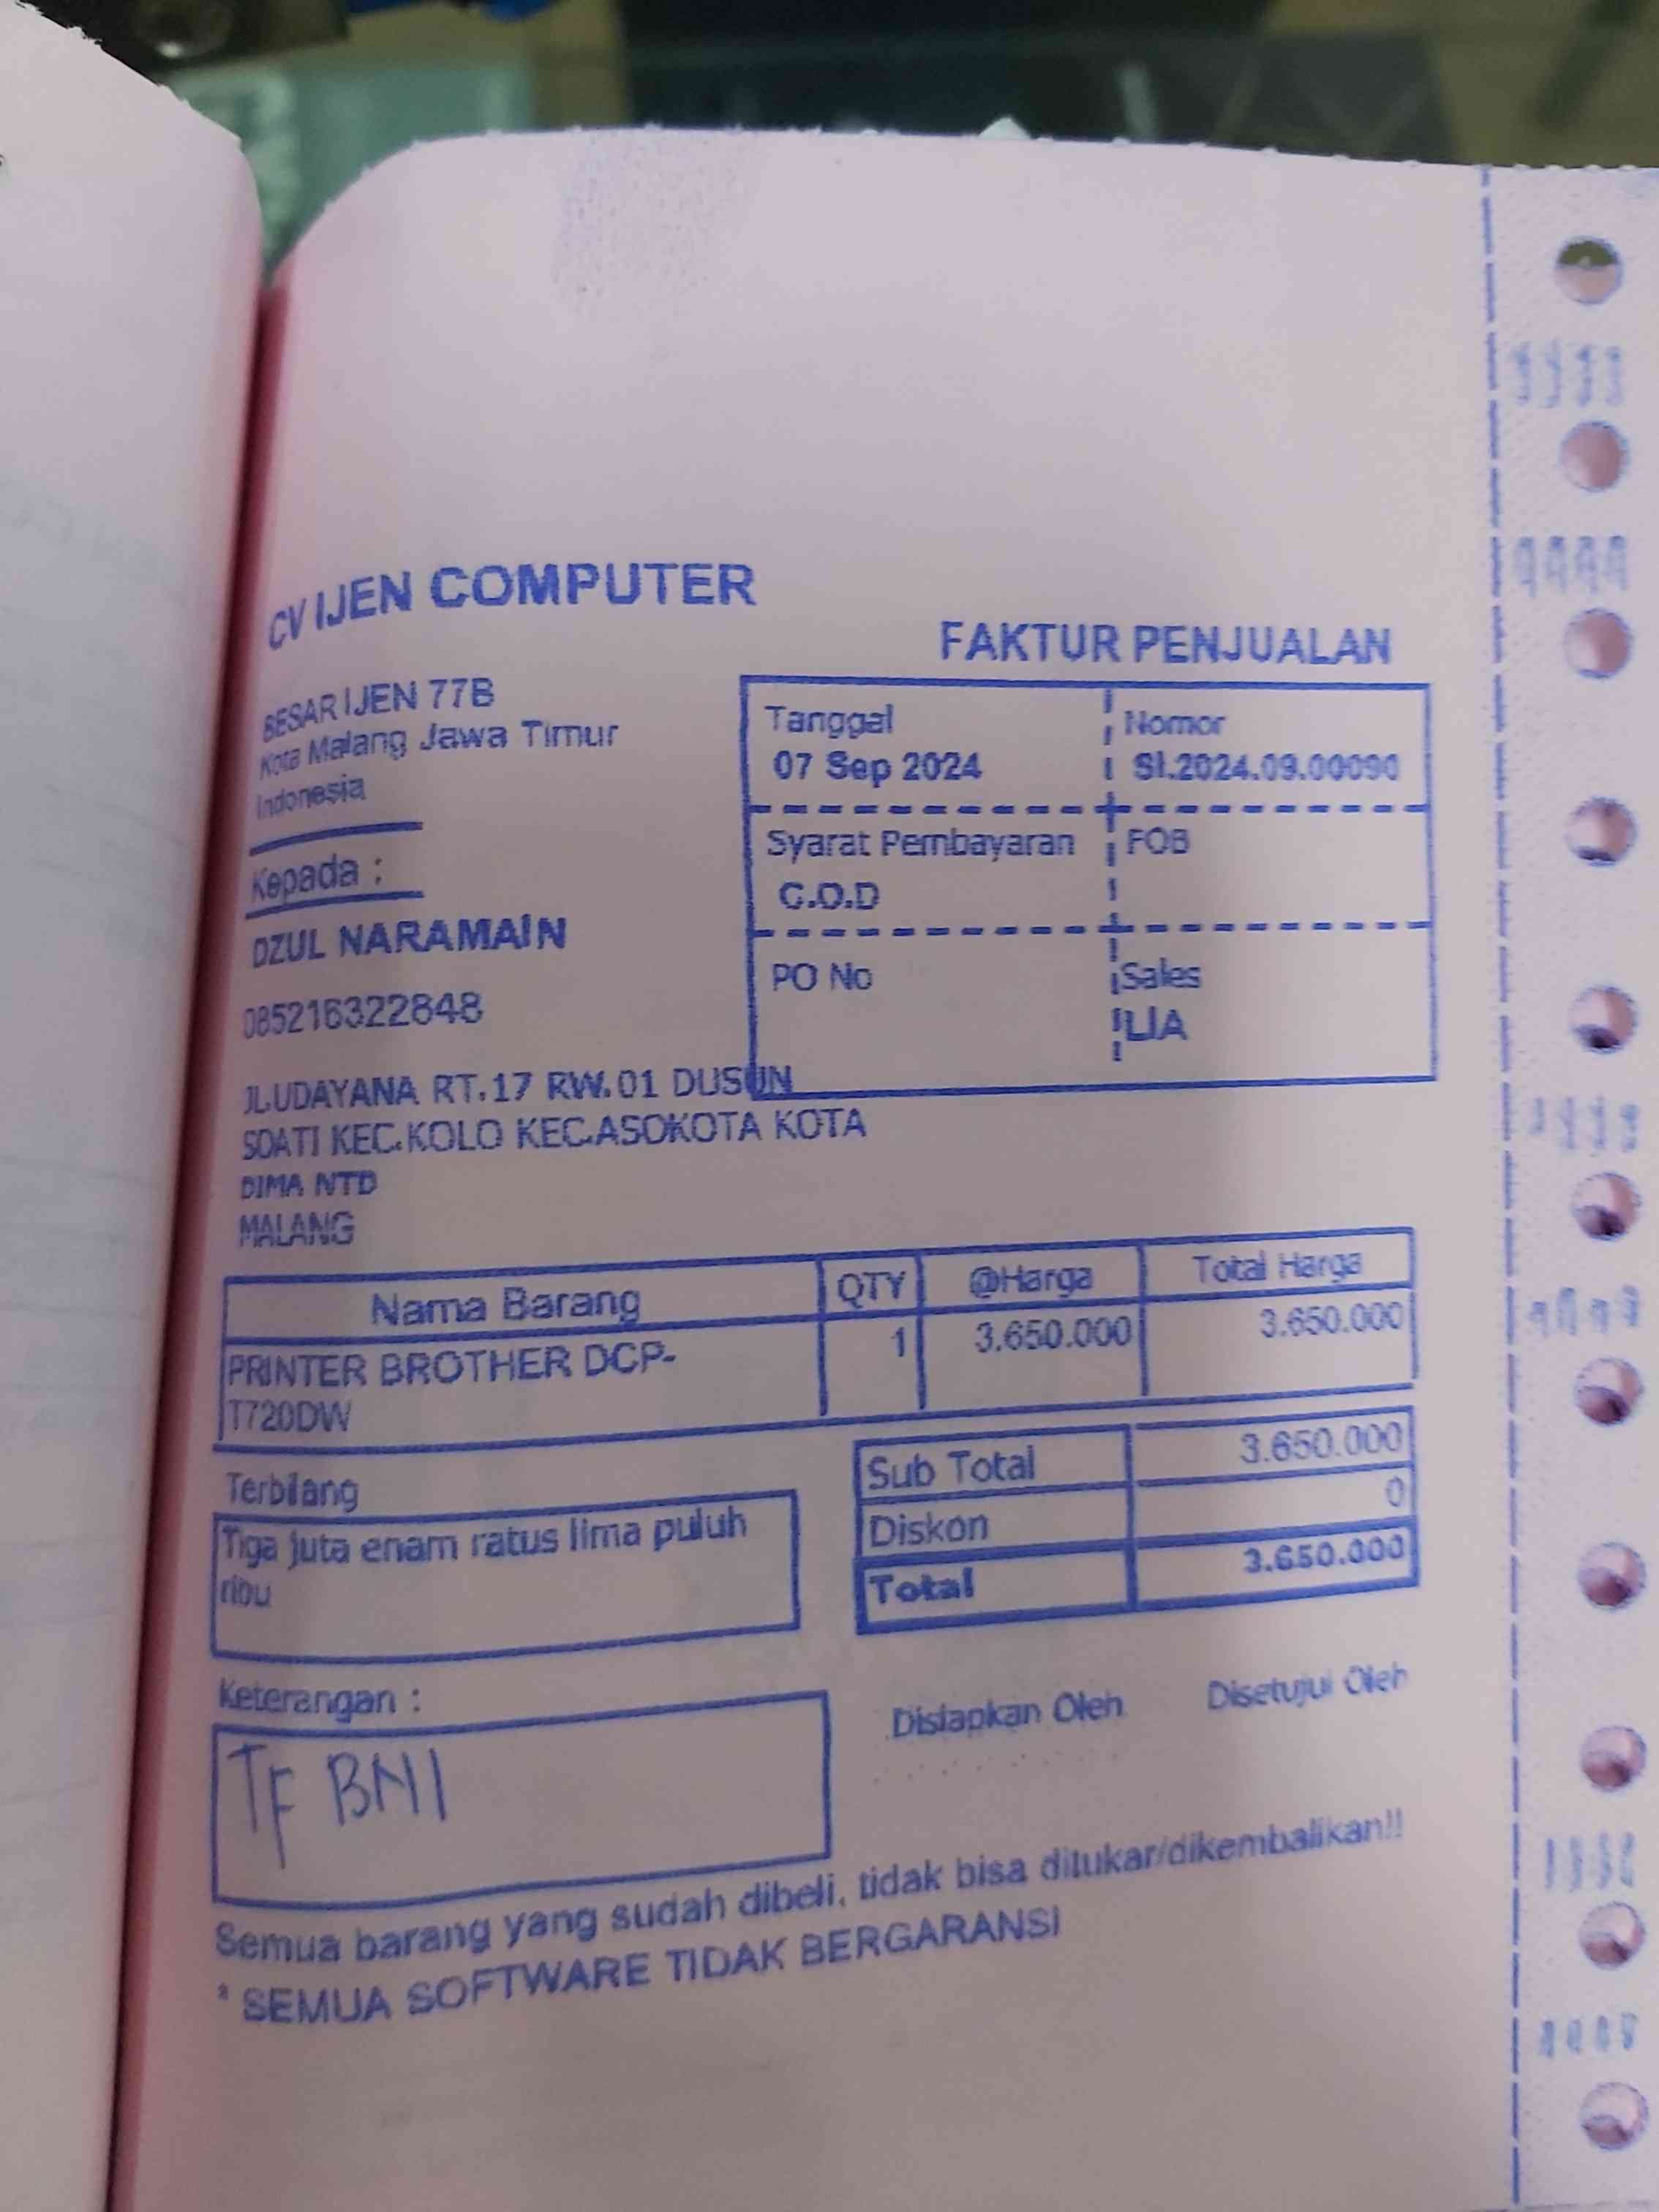 CV IJEN COMPUTER
FAKTUR PENJUALAN
BESAR IJEN 77B
Kota Malang Jawa Timur
Indonesia
Tanggal
07 Sep 2024
Nomor
SI.2024.09.00090
Syarat Pembayaran
C.O.D
FOB
PO No
Sales
LIA
Kepada :
DZUL NARAMAIN
085216322848
JL.UDAYANA RT.17 RW.01 DUSUN
SOATI KEC.KOLO KEC.ASOKOTA KOTA
MALANG
Nama Barang QTY @Harga Total Harga
PRINTER BROTHER DCP- 1 3.650.000 3.650.000
T720DW
Sub Total 3.650.000
Diskon 0
Total 3.650.000
Terbilang
Tiga juta enam ratus lima puluh
ribu
Keterangan :
TF BNI
Disiapkan Oleh Disetujui Oleh
Semua barang yang sudah dibeli, tidak bisa ditukar/dikembalikan!!
* SEMUA SOFTWARE TIDAK BERGARANSI